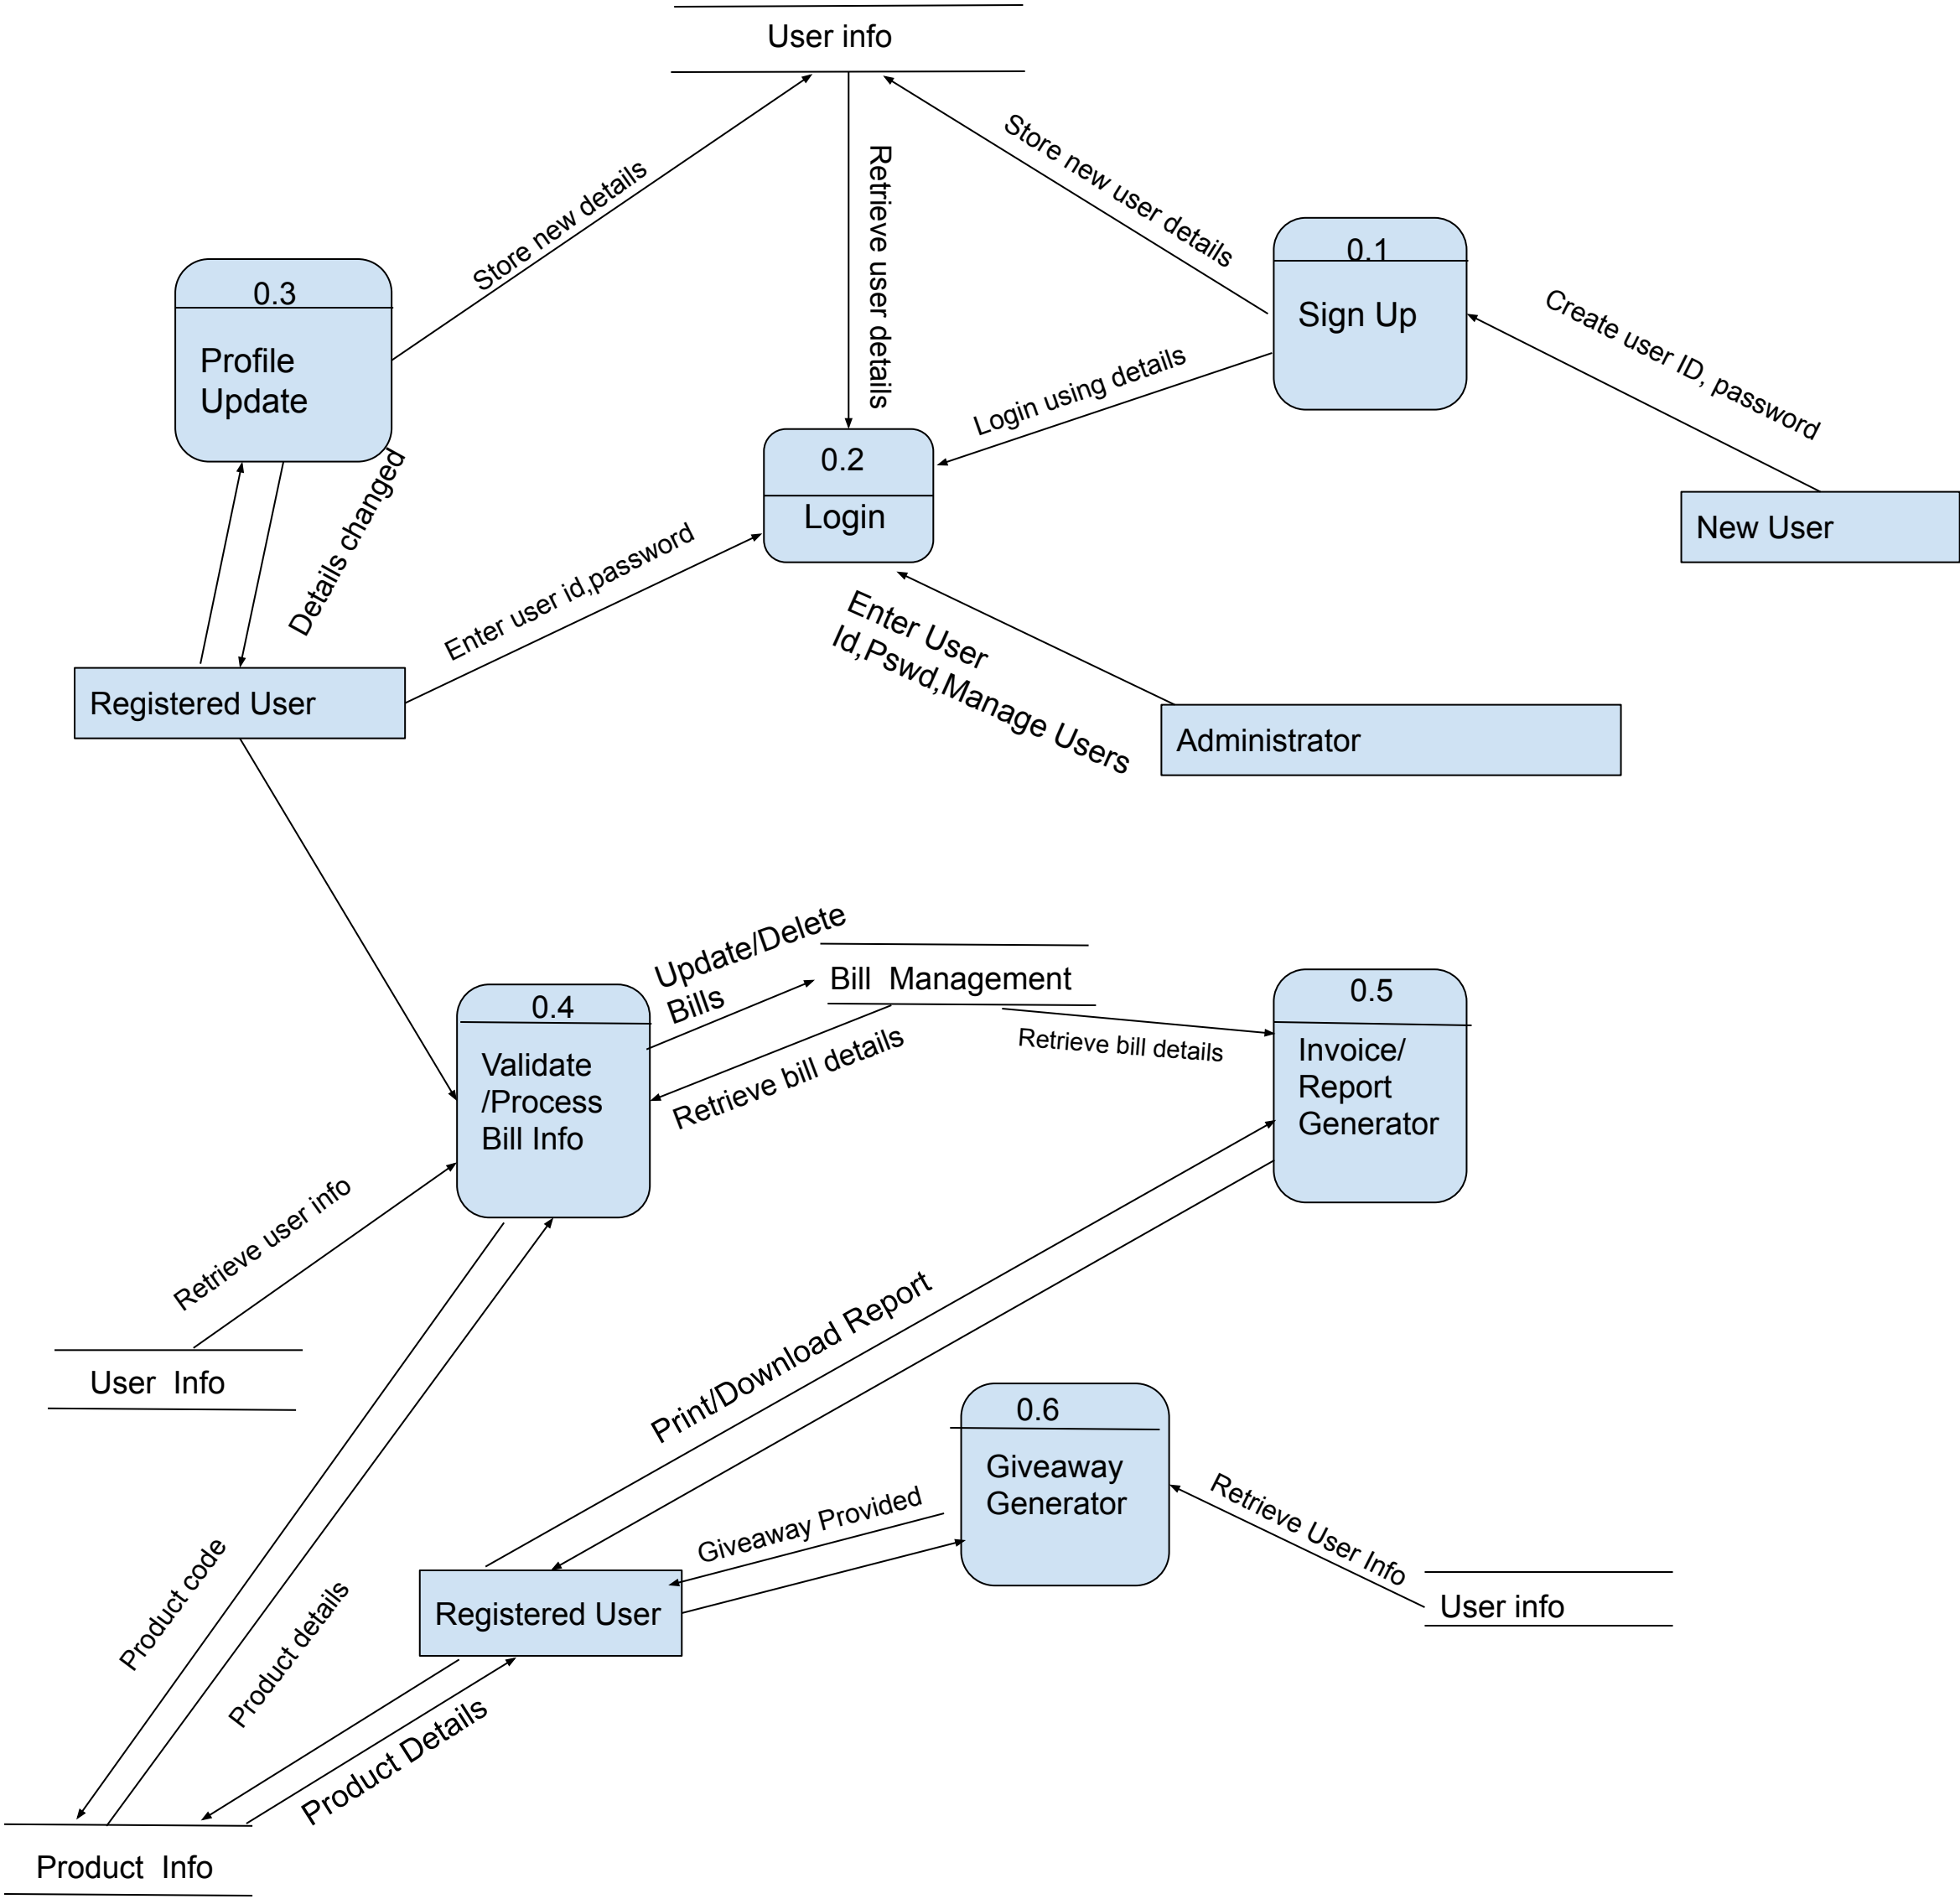 User info
Store new details
Retrieve user details
Store new user details
0.1
Sign Up
Create user ID, password
0.3
Profile
Update
Login using details
0.2
Login
Details changed
Enter user id,password
New User
Enter User
Id,Pswd,Manage Users
Registered User
Administrator
Update/Delete
Bills
Bill  Management
0.4
Validate
/Process
Bill Info
Retrieve bill details
Retrieve bill details
0.5
Invoice/
Report
Generator
Retrieve user info
User  Info
Print/Download Report
0.6
Giveaway
Generator
Giveaway Provided
Retrieve User Info
User info
Product code
Product details
Registered User
Product Details
Product  Info